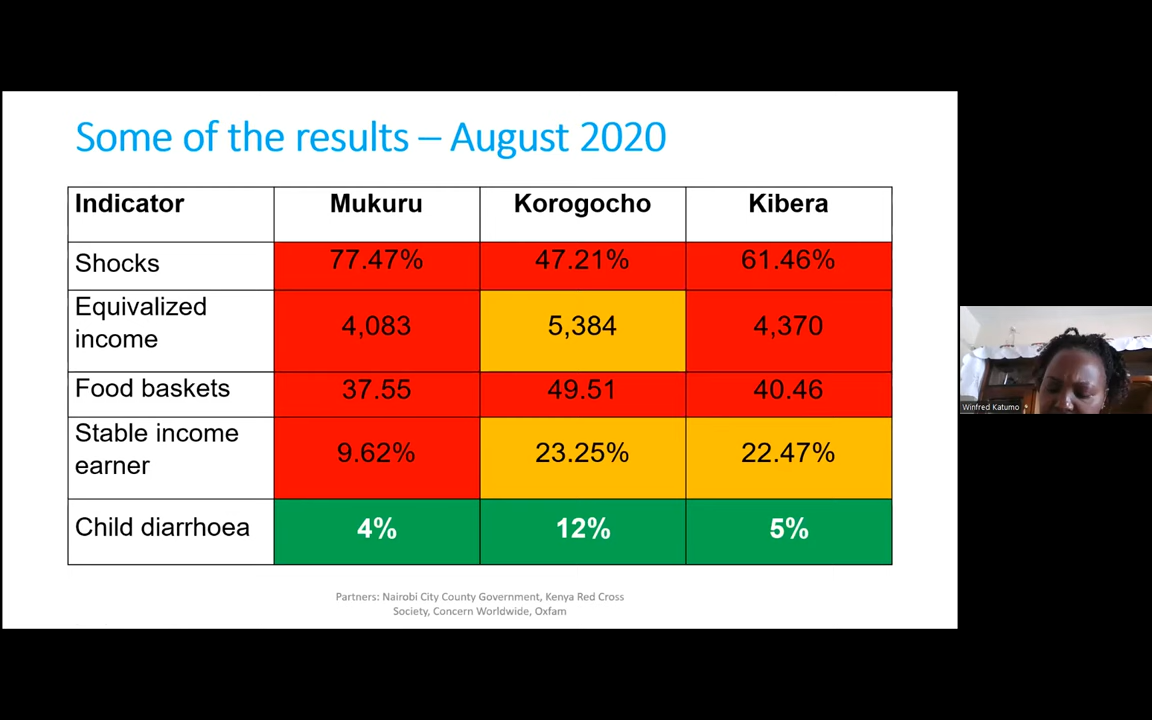 Some of the results – August 2020
Indicator Mukuru Korogocho Kibera
Shocks 77.47% 47.21% 61.46%
Equivalized
income 4,083 5,384 4,370
Food baskets 37.55 49.51 40.46
Stable income
earner 9.62% 23.25% 22.47%
Child diarrhoea 4% 12% 5%
Partners: Nairobi City County Government, Kenya Red Cross
Society, Concern Worldwide, Oxfam
Winfred Katumo